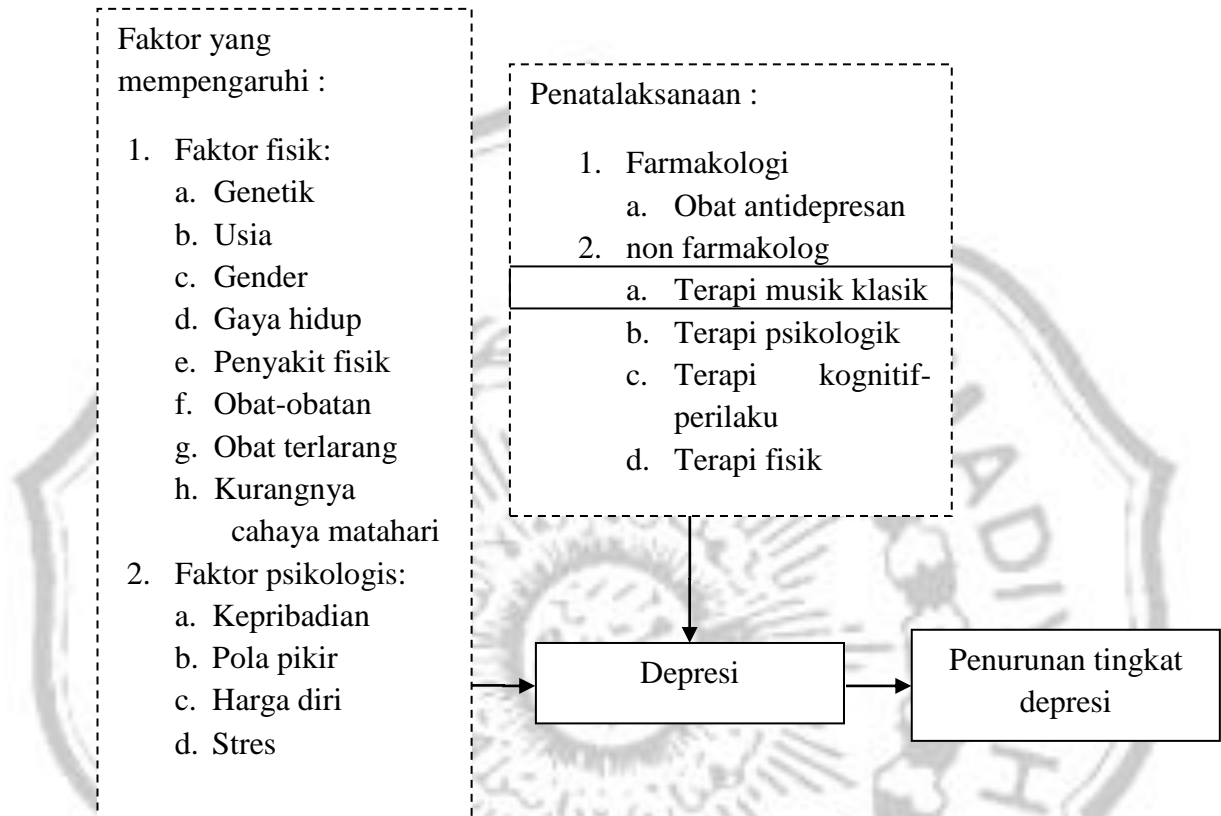 Faktor yang
mempengaruhi :
1. Faktor fisik:
a. Genetik
b. Usia
c. Gender
d. Gaya hidup
e. Penyakit fisik
f. Obat-obatan
g. Obat terlarang
h. Kurangnya
cahaya matahari
2. Faktor psikologis:
a. Kepribadian
b. Pola pikir
c. Harga diri
d. Stres
Penatalaksanaan :
1. Farmakologi
a. Obat antidepresan
2. non farmakolog
a. Terapi musik klasik
b. Terapi psikologik
c. Terapi kognitif-
perilaku
d. Terapi fisik
Depresi
Penurunan tingkat
depresi